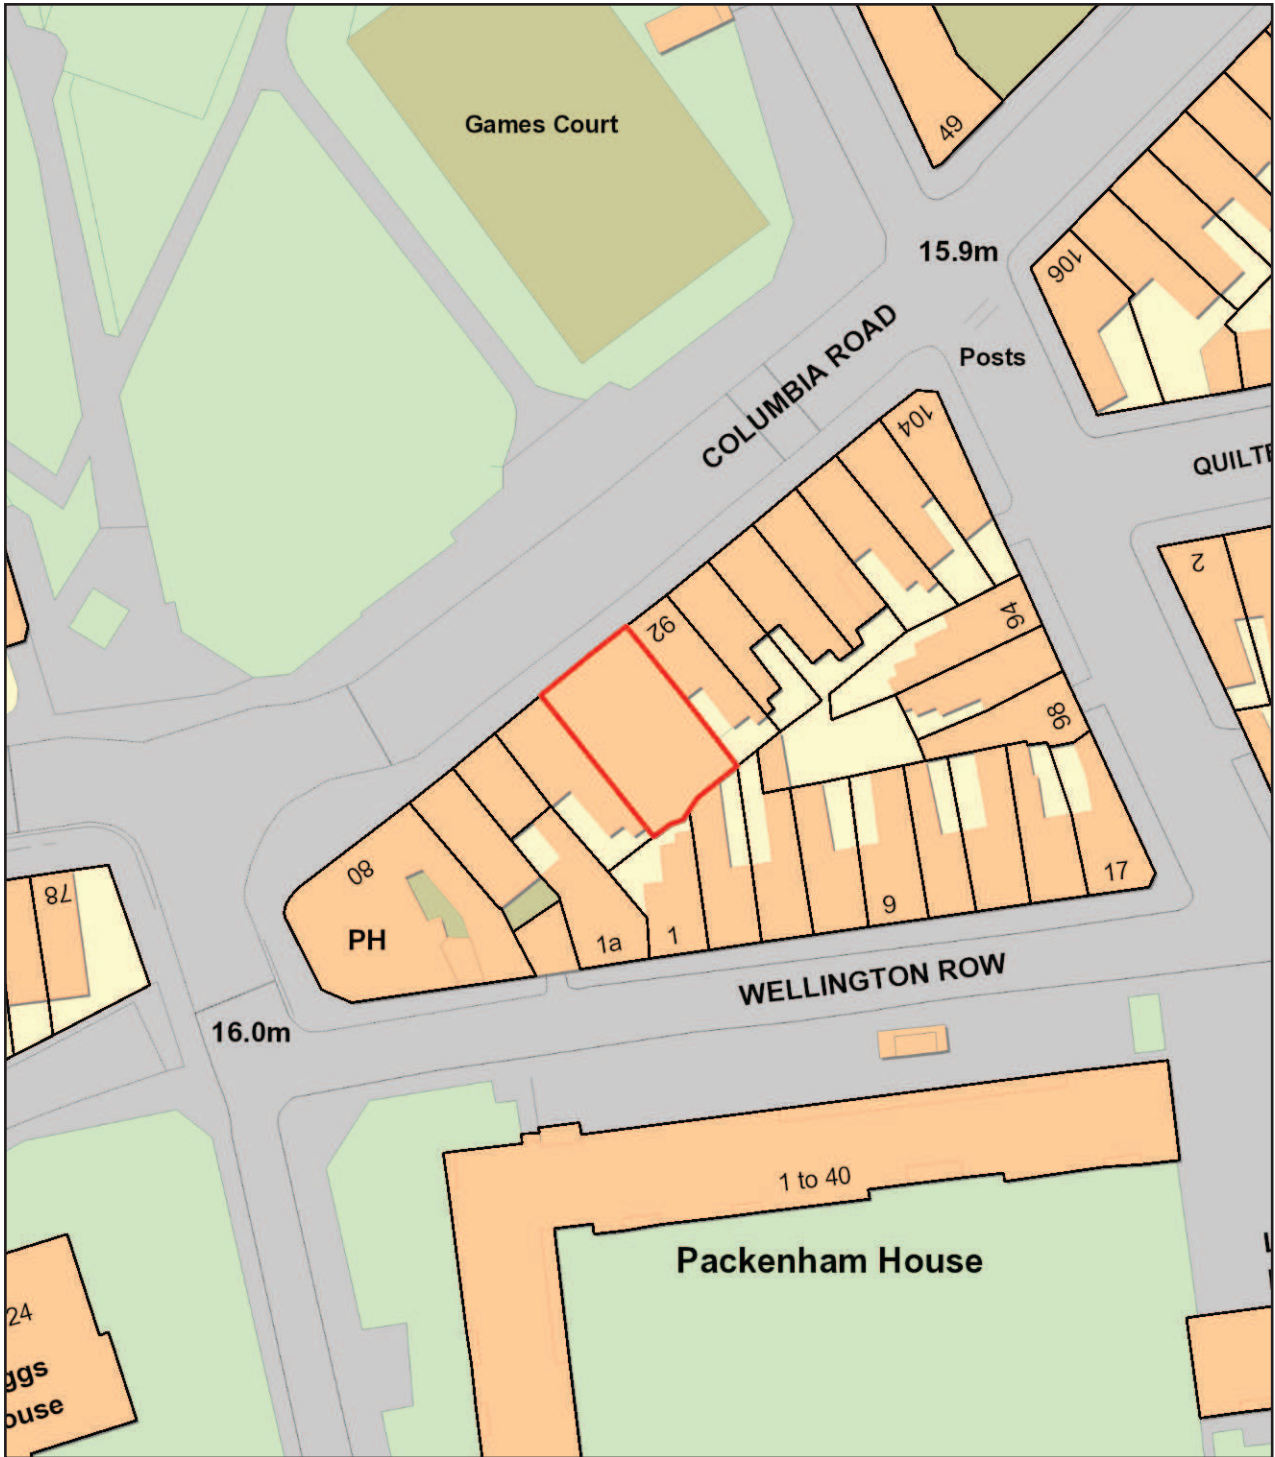 Games Court
49
15.9m
106
COLUMBIA ROAD
Posts
104
QUILTE
2
92
94
98
80
78
PH
1a
1
9
17
WELLINGTON ROW
16.0m
1 to 40
Packenham House
24
ggs
ouse